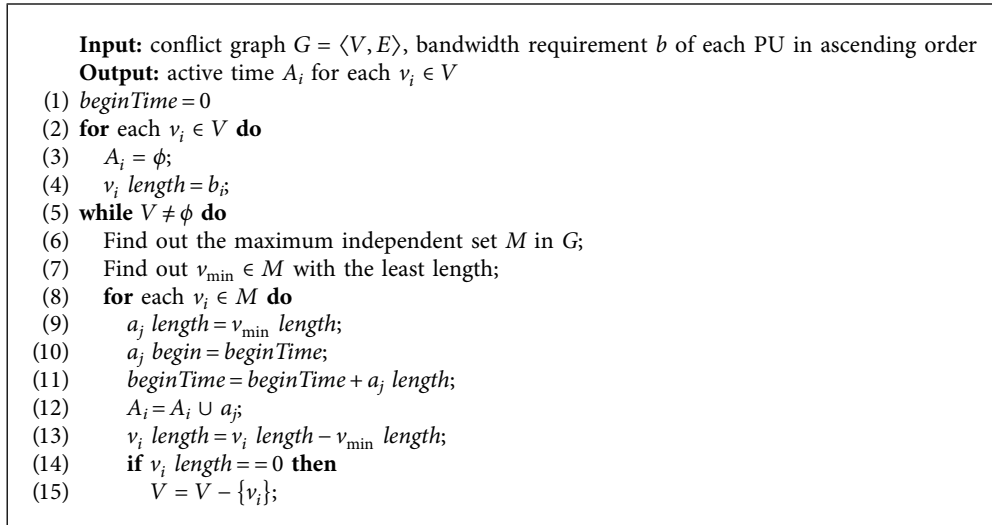 Input: conflict graph G = ⟨V, E⟩, bandwidth requirement b of each PU in ascending order
Output: active time A_i for each v_i ∈ V
(1) beginTime = 0
(2) for each v_i ∈ V do
(3) A_i = ϕ;
(4) v_i length = b_i;
(5) while V ≠ ϕ do
(6) Find out the maximum independent set M in G;
(7) Find out v_min ∈ M with the least length;
(8) for each v_i ∈ M do
(9) a_j length = v_min length;
(10) a_j begin = beginTime;
(11) beginTime = beginTime + a_j length;
(12) A_i = A_i ∪ a_j;
(13) v_i length = v_i length − v_min length;
(14) if v_i length = = 0 then
(15) V = V − {v_i};